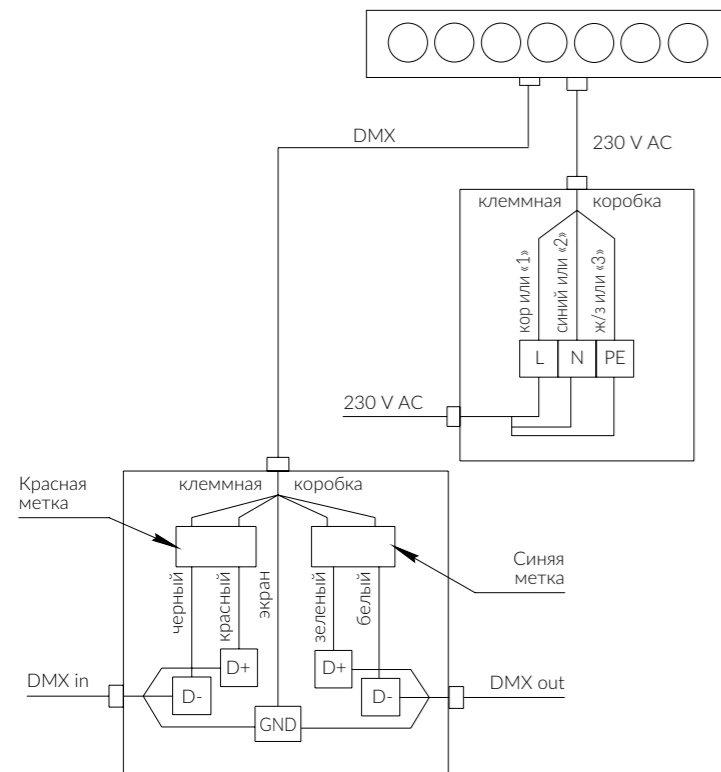 DMX
230 V AC
клеммная коробка
кор или «1»
синий или «2»
ж/з или «3»
L N PE
230 V AC
Красная
метка
клеммная коробка
Синяя
метка
черный
красный
экран
зеленый
белый
D+
D+
DMX in
D-
D-
DMX out
GND